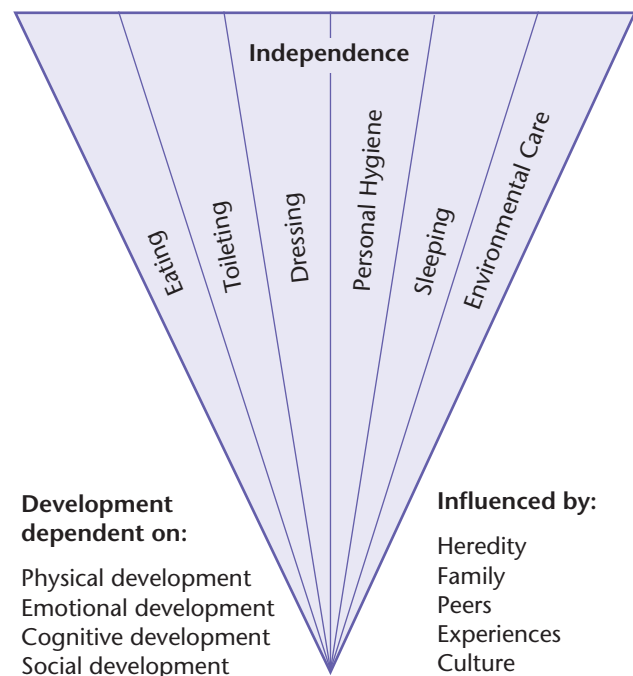 Independence
Eating
Toileting
Dressing
Personal Hygiene
Sleeping
Environmental Care
Development
dependent on:
Physical development
Emotional development
Cognitive development
Social development
Influenced by:
Heredity
Family
Peers
Experiences
Culture